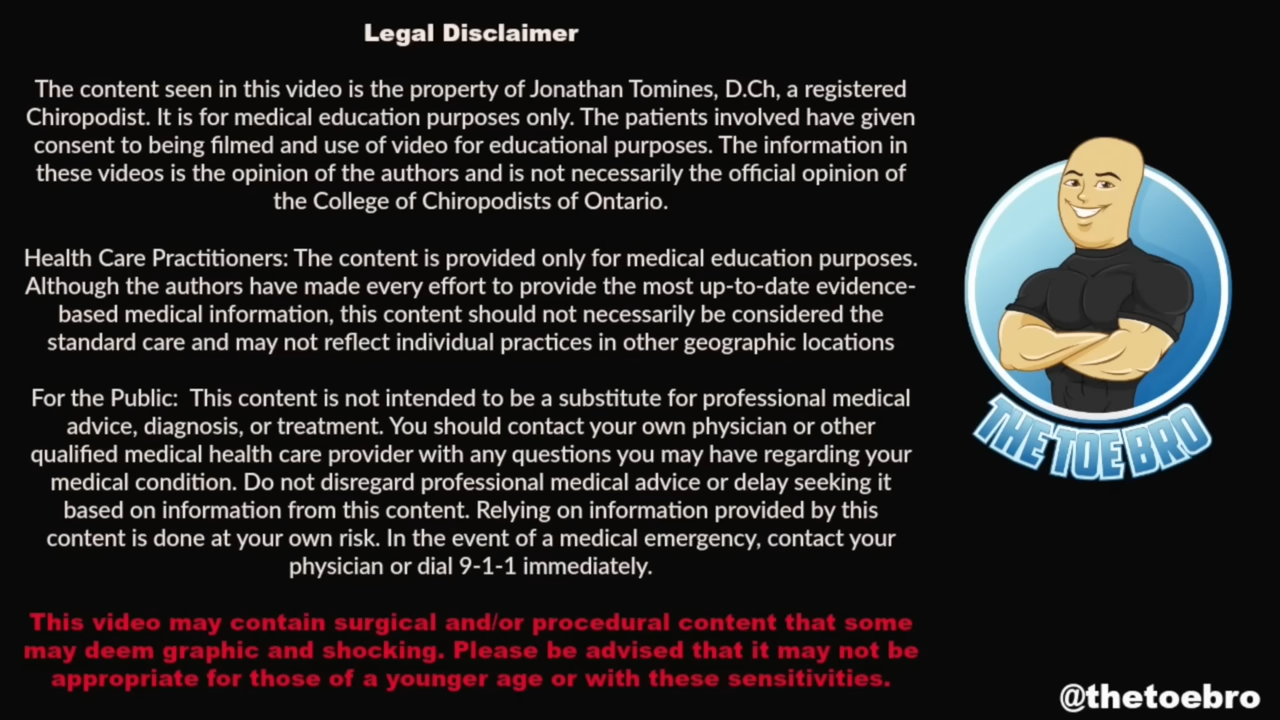 Legal Disclaimer
The content seen in this video is the property of Jonathan Tomines, D.Ch, a registered
Chiropodist. It is for medical education purposes only. The patients involved have given
consent to being filmed and use of video for educational purposes. The information in
these videos is the opinion of the authors and is not necessarily the official opinion of
the College of Chiropodists of Ontario.
Health Care Practitioners: The content is provided only for medical education purposes.
Although the authors have made every effort to provide the most up-to-date evidence-
based medical information, this content should not necessarily be considered the
standard care and may not reflect individual practices in other geographic locations
For the Public:  This content is not intended to be a substitute for professional medical
advice, diagnosis, or treatment. You should contact your own physician or other
qualified medical health care provider with any questions you may have regarding your
medical condition. Do not disregard professional medical advice or delay seeking it
based on information from this content. Relying on information provided by this
content is done at your own risk. In the event of a medical emergency, contact your
physician or dial 9-1-1 immediately.
This video may contain surgical and/or procedural content that some
may deem graphic and shocking. Please be advised that it may not be
appropriate for those of a younger age or with these sensitivities.
THE TOE BRO
@thetoebro